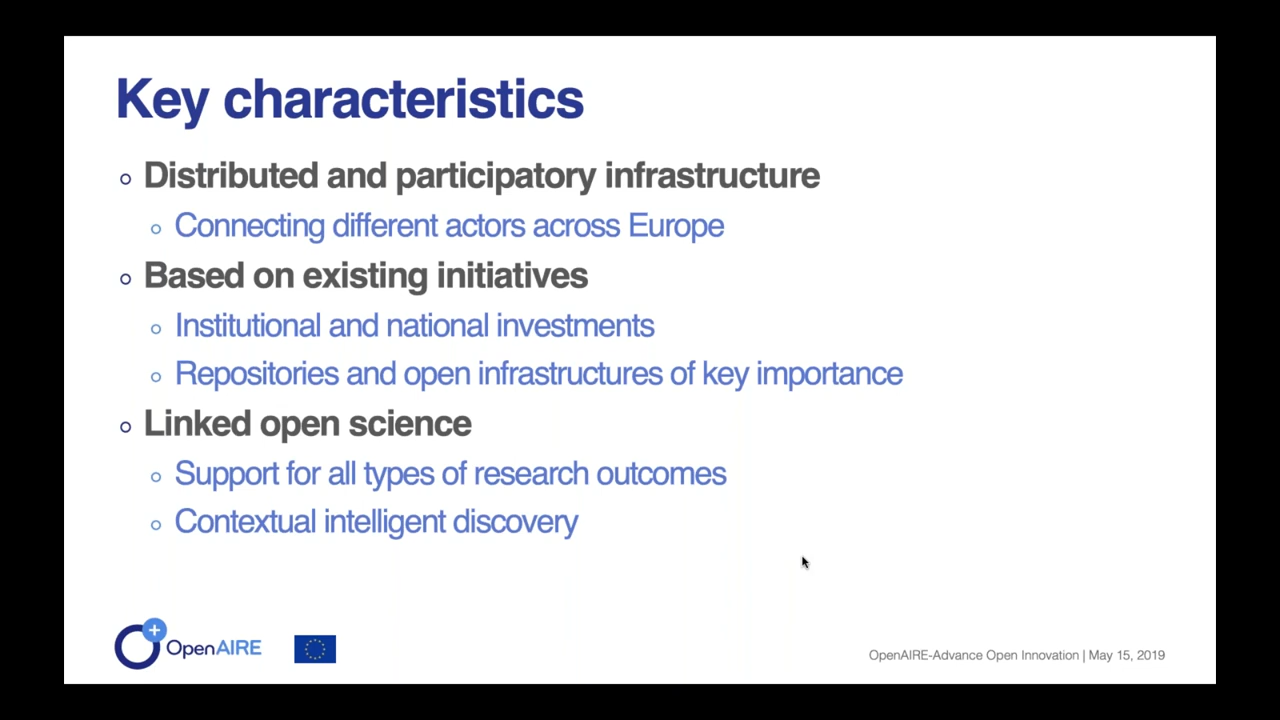 Key characteristics
Distributed and participatory infrastructure
Connecting different actors across Europe
Based on existing initiatives
Institutional and national investments
Repositories and open infrastructures of key importance
Linked open science
Support for all types of research outcomes
Contextual intelligent discovery
OpenAIRE
OpenAIRE-Advance Open Innovation | May 15, 2019